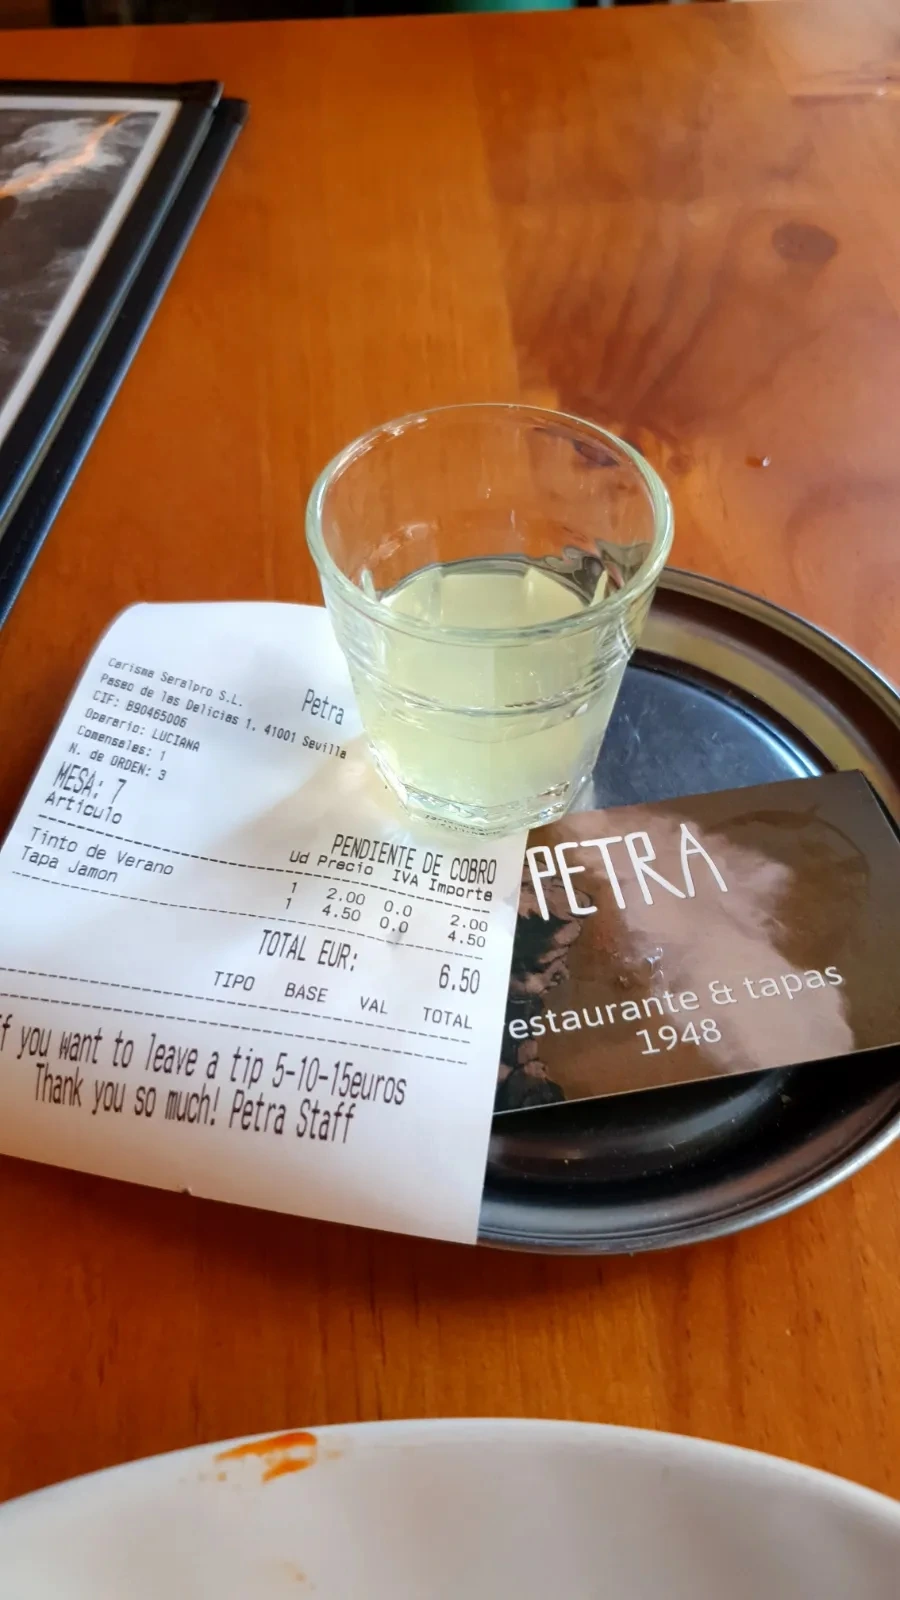 Petra
Carisma Seralpro S.L.
Paseo de las Delicias 1, 41001 Sevilla
CIF: B90465006
Operario: LUCIANA
Comensales: 1
N. de ORDEN: 3
MESA: 7
PENDIENTE DE COBRO
Artículo Ud Precio IVA Importe
Tinto de Verano 1 2.00 0.0 2.00
Tapa Jamon 1 4.50 0.0 4.50
TOTAL EUR: 6.50
TIPO BASE VAL TOTAL
f you want to leave a tip 5-10-15euros
Thank you so much! Petra Staff
PETRA
estaurante & tapas
1948